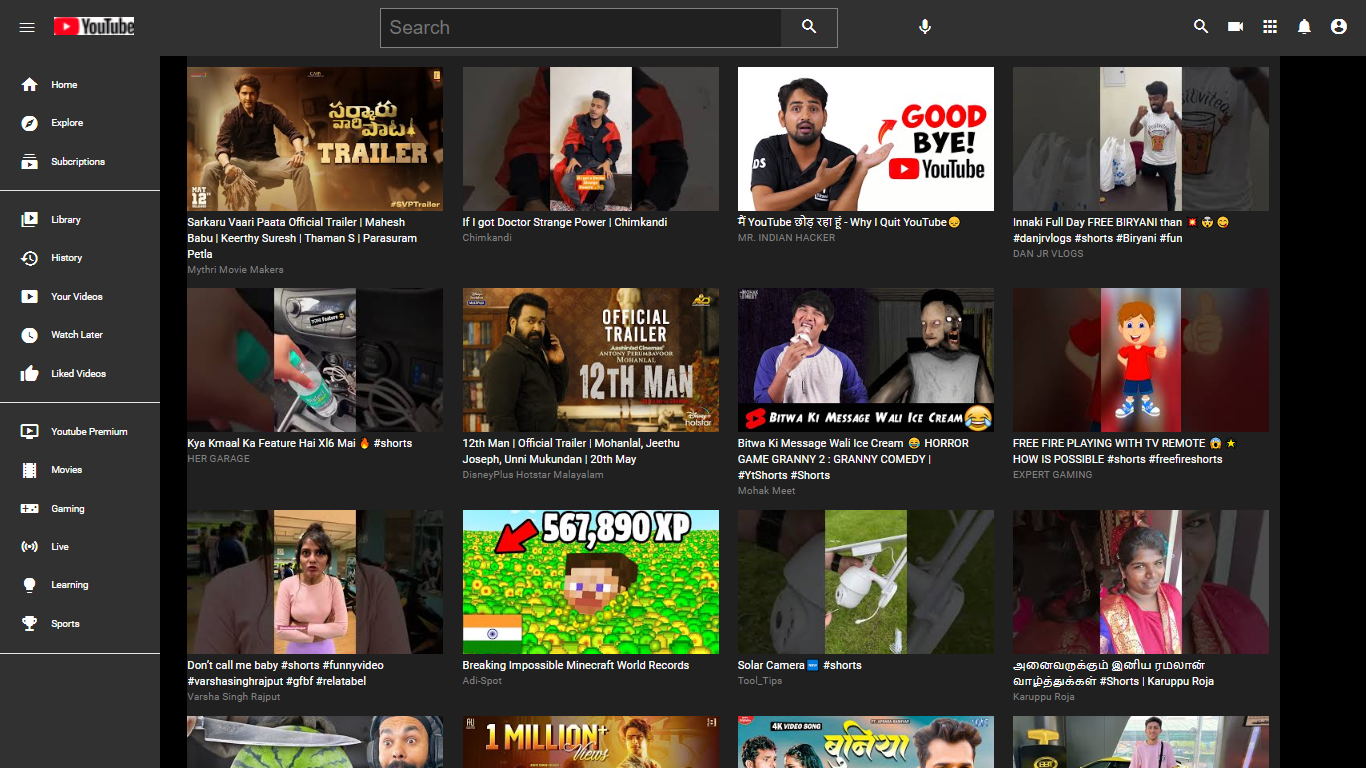 YouTube
Search
Home
Explore
Subcriptions
Library
History
Your Videos
Watch Later
Liked Videos
Youtube Premium
Movies
Gaming
Live
Learning
Sports
సర్కారు
వారి
పాట
TRAILER
MAY
12
#SVPTrailer
Sarkaru Vaari Paata Official Trailer | Mahesh
Babu | Keerthy Suresh | Thaman S | Parasuram
Petla
Mythri Movie Makers
If I got Doctor Strange Power | Chimkandi
Chimkandi
GOOD
BYE!
YouTube
मैं YouTube छोड़ रहा हूं - Why I Quit YouTube😞
MR. INDIAN HACKER
Innaki Full Day FREE BIRYANI than 💥 🤯 😋
#danjrvlogs #shorts #Biryani #fun
DAN JR VLOGS
Kya Kmaal Ka Feature Hai Xl6 Mai 🔥 #shorts
HER GARAGE
OFFICIAL
TRAILER
Aashirvad Cinemas'
ANTONY PERUMBAVOOR
MOHANLAL
12TH MAN
Disney+
hotstar
12th Man | Official Trailer | Mohanlal, Jeethu
Joseph, Unni Mukundan | 20th May
DisneyPlus Hotstar Malayalam
MOHAK
MEET
BITWA KI MESSAGE WALI ICE CREAM
Bitwa Ki Message Wali Ice Cream 😂 HORROR
GAME GRANNY 2 : GRANNY COMEDY |
#YtShorts #Shorts
Mohak Meet
FREE FIRE PLAYING WITH TV REMOTE 😱 ⭐
HOW IS POSSIBLE #shorts #freefireshorts
EXPERT GAMING
Don't call me baby #shorts #funnyvideo
#varshasinghrajput #gfbf #relatabel
Varsha Singh Rajput
567,890 XP
Breaking Impossible Minecraft World Records
Adi-Spot
Solar Camera 🆕 #shorts
Tool_Tips
அனைவருக்கும் இனிய ரமலான்
வாழ்த்துக்கள் #Shorts | Karuppu Roja
Karuppu Roja
1 MILLION+
Views
4K VIDEO SONG
बुनिया